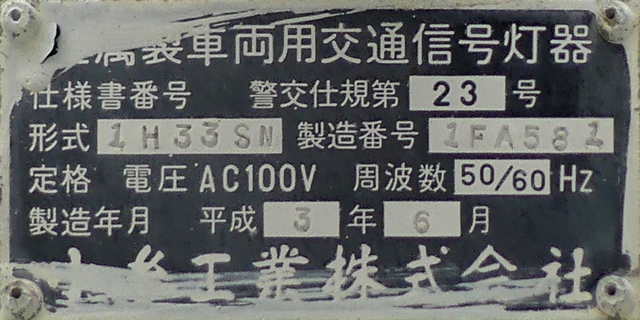 属製車両用交通信号灯器
仕様書番号 警交仕規第 23 号
形式 1H33SN 製造番号 1FA581
定格 電圧 AC100V 周波数 50/60 Hz
製造年月 平成 3 年 6 月
工業株式会社